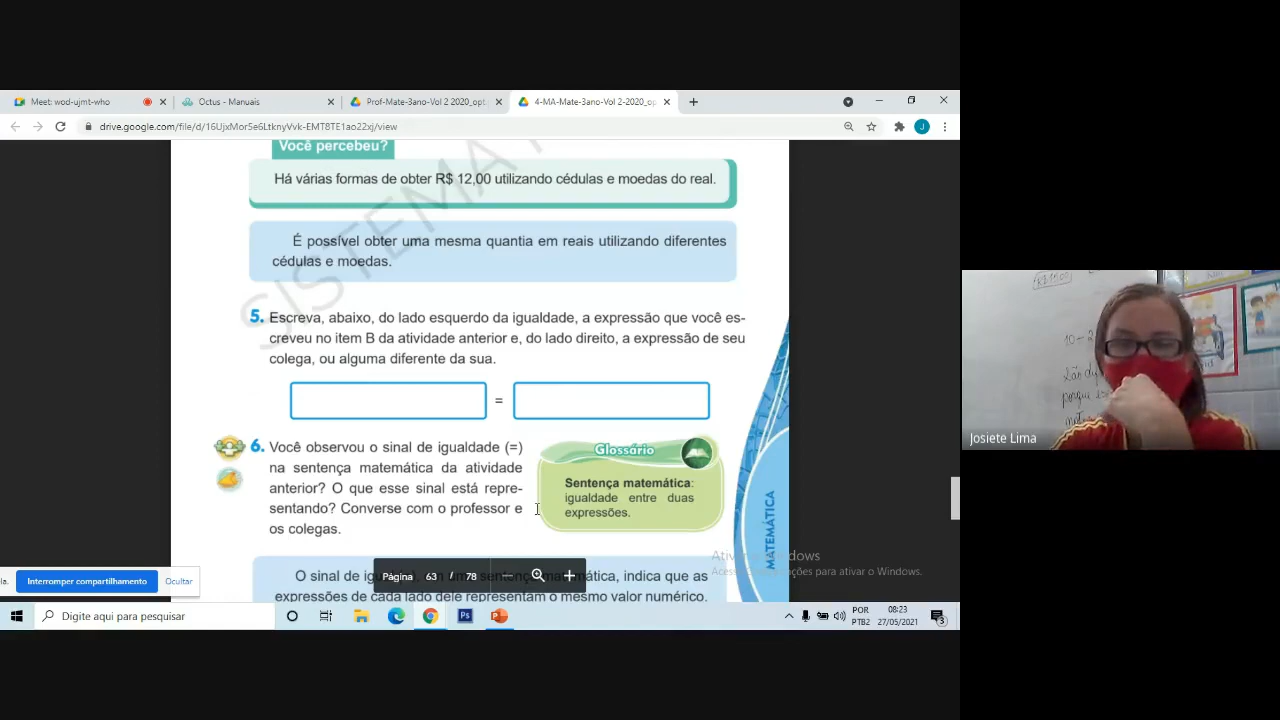 Meet: wod-ujmt-who
Octus - Manuais
Prof-Mate-3ano-Vol 2 2020_opt.
4-MA-Mate-3ano-Vol 2-2020_op
drive.google.com/file/d/16UjxMor5e6LtknyVvk-EMT8TE1ao22xj/view
Você percebeu?
Há várias formas de obter R$ 12,00 utilizando cédulas e moedas do real.
É possível obter uma mesma quantia em reais utilizando diferentes
cédulas e moedas.
SISTEMA
5. Escreva, abaixo, do lado esquerdo da igualdade, a expressão que você es-
creveu no item B da atividade anterior e, do lado direito, a expressão de seu
colega, ou alguma diferente da sua.
=
6. Você observou o sinal de igualdade (=)
na sentença matemática da atividade
anterior? O que esse sinal está repre-
sentando? Converse com o professor e
os colegas.
Glossário
Sentença matemática:
igualdade entre duas
expressões.
MATEMÁTICA
O sinal de
mática, indica que as
expressões de cada lado dele representam o mesmo valor numérico.
Página 63 / 78
la.
Interromper compartilhamento
Ocultar
Digite aqui para pesquisar
POR
PTB2
08:23
27/05/2021
3
Josiete Lima